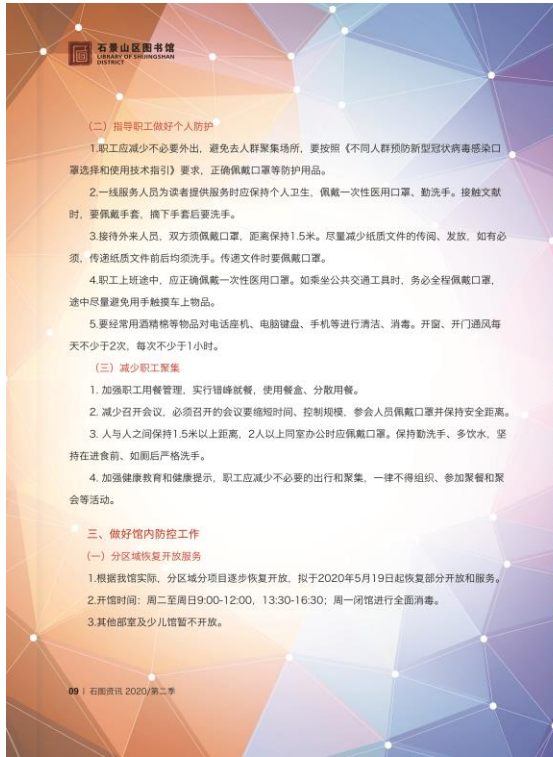 石景山区图书馆
LIBRARY OF SHIJINGSHAN
DISTRICT
（二）指导职工做好个人防护
1.职工应减少不必要外出，避免去人群聚集场所，要按照《不同人群预防新型冠状病毒感染口
罩选择和使用技术指引》要求，正确佩戴口罩等防护用品。
2.一线服务人员为读者提供服务时应保持个人卫生，佩戴一次性医用口罩、勤洗手。接触文献
时，要佩戴手套，摘下手套后要洗手。
3.接待外来人员，双方须佩戴口罩，距离保持1.5米。尽量减少纸质文件的传阅、发放，如有必
须，传递纸质文件前后均须洗手。传递文件时要佩戴口罩。
4.职工上班途中，应正确佩戴一次性医用口罩。如乘坐公共交通工具时，务必全程佩戴口罩，
途中尽量避免用手触摸车上物品。
5.要经常用酒精棉等物品对电话座机、电脑键盘、手机等进行清洁、消毒。开窗、开门通风每
天不少于2次，每次不少于1小时。
（三）减少职工聚集
1. 加强职工用餐管理，实行错峰就餐，使用餐盒、分散用餐。
2. 减少召开会议，必须召开的会议要缩短时间、控制规模，参会人员佩戴口罩并保持安全距离。
3. 人与人之间保持1.5米以上距离，2人以上同室办公时应佩戴口罩。保持勤洗手、多饮水，坚
持在进食前、如厕后严格洗手。
4. 加强健康教育和健康提示，职工应减少不必要的出行和聚集，一律不得组织、参加聚餐和聚
会等活动。
三、做好馆内防控工作
（一）分区域恢复开放服务
1.根据我馆实际，分区域分项目逐步恢复开放，拟于2020年5月19日起恢复部分开放和服务。
2.开馆时间：周二至周日9:00-12:00，13:30-16:30；周一闭馆进行全面消毒。
3.其他部室及少儿馆暂不开放。
09 | 石图资讯 2020/第二季